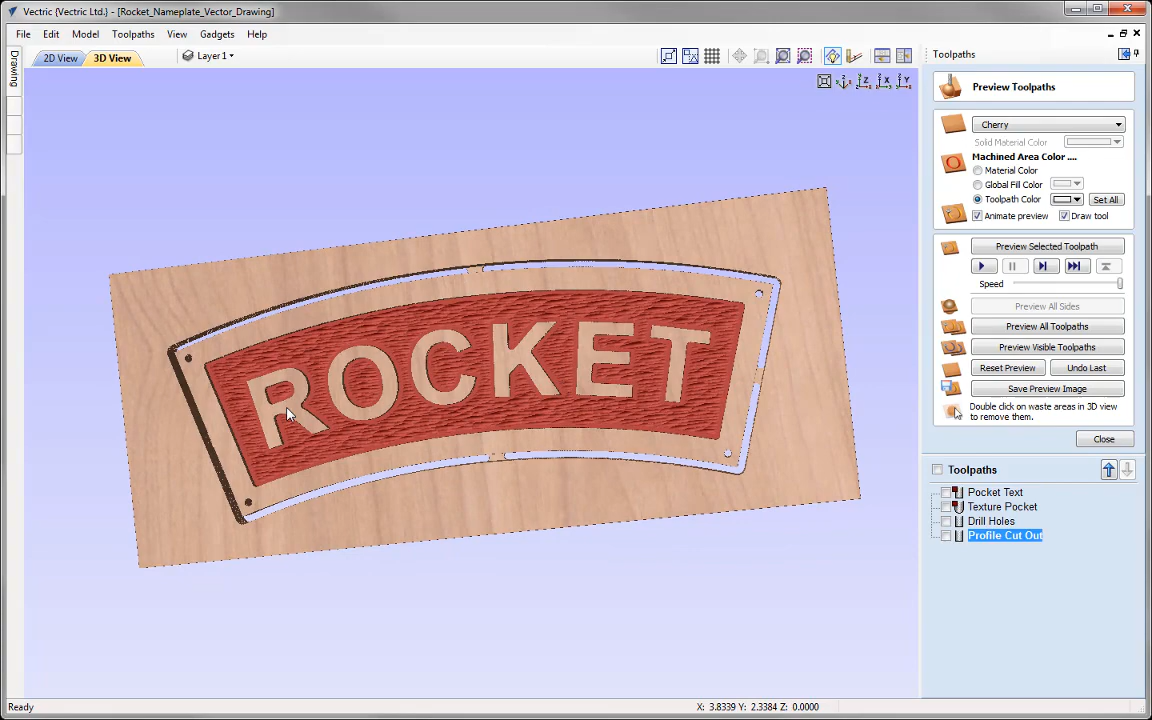 Vectric {Vectric Ltd.} - [Rocket_Nameplate_Vector_Drawing]
File Edit Model Toolpaths View Gadgets Help
Drawing
2D View 3D View Layer 1
Z X Y
ROCKET
Toolpaths
Preview Toolpaths
Cherry
Solid Material Color
Machined Area Color ....
Material Color
Global Fill Color
Toolpath Color Set All
Animate preview Draw tool
Preview Selected Toolpath
Speed
Preview All Sides
Preview All Toolpaths
Preview Visible Toolpaths
Reset Preview Undo Last
Save Preview Image
Double click on waste areas in 3D view
to remove them.
Close
Toolpaths
Pocket Text
Texture Pocket
Drill Holes
Profile Cut Out
Ready X: 3.8339 Y: 2.3384 Z: 0.0000